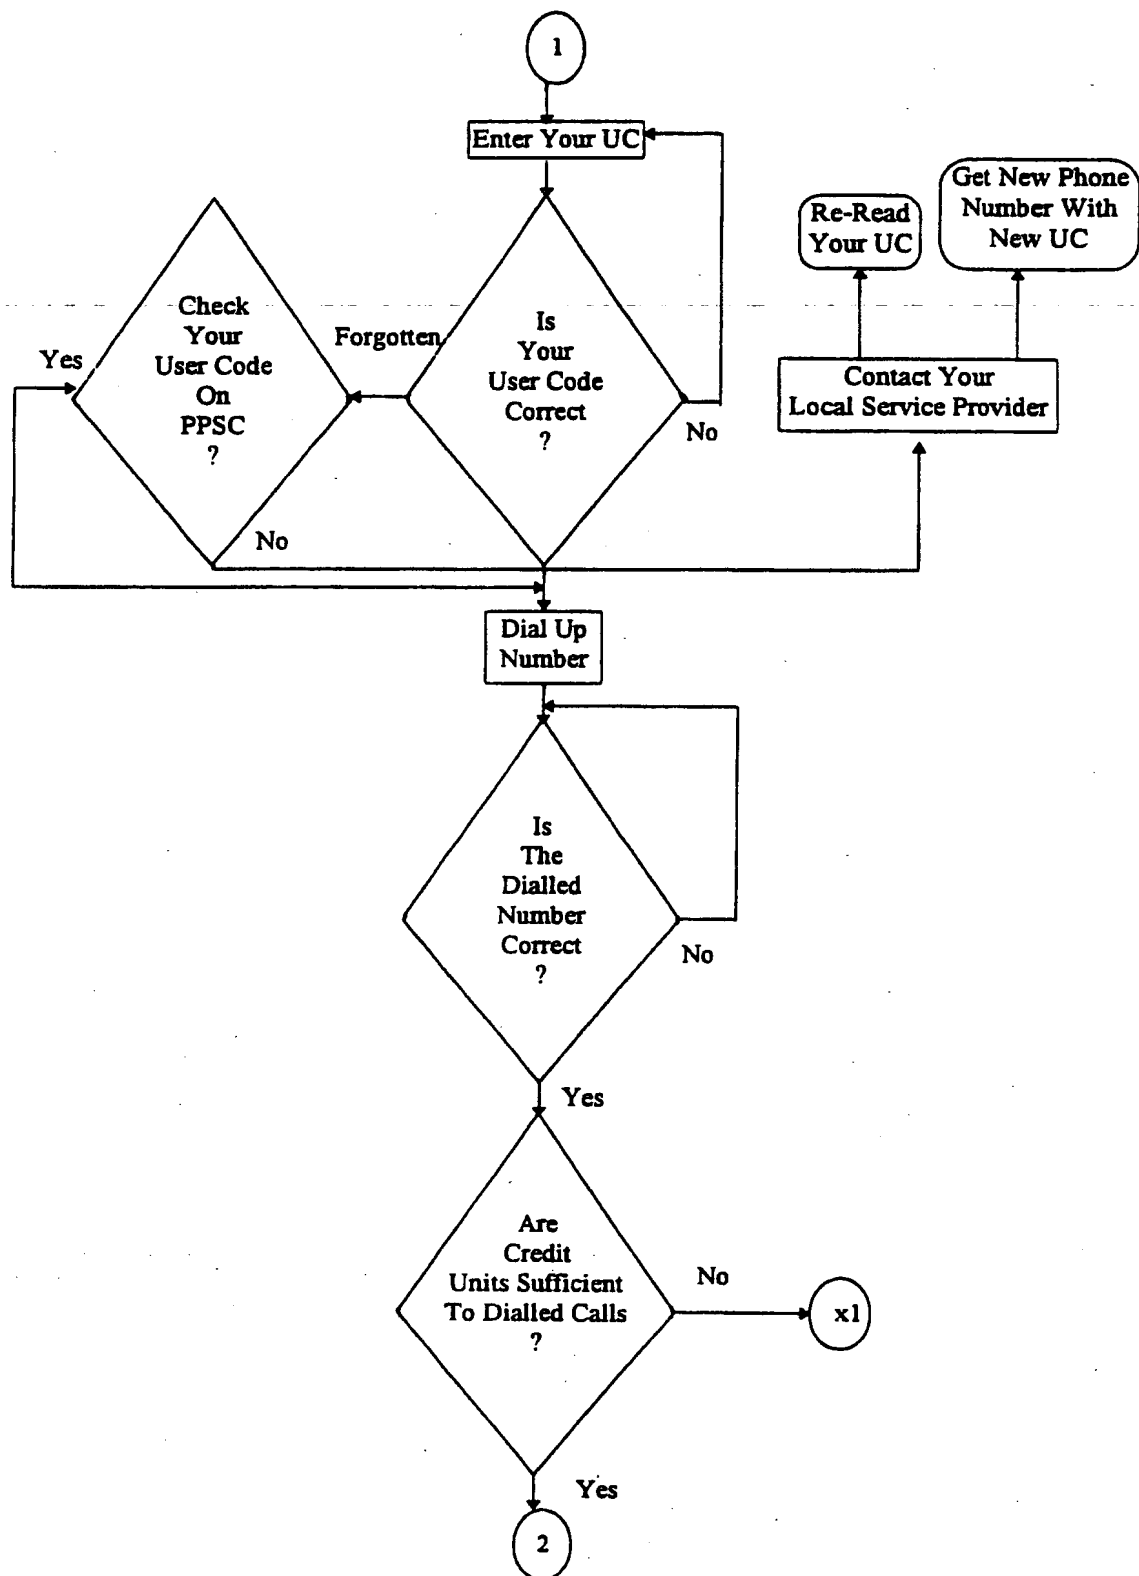 1
Enter Your UC
Get New Phone
Number With
New UC
Re-Read
Your UC
Check
Your
User Code
On
PPSC
?
Yes
Forgotten
Is
Your
User Code
Correct
?
No
Contact Your
Local Service Provider
No
Dial Up
Number
Is
The
Dialled
Number
Correct
?
No
Yes
Are
Credit
Units Sufficient
To Dialled Calls
?
No
x1
Yes
2